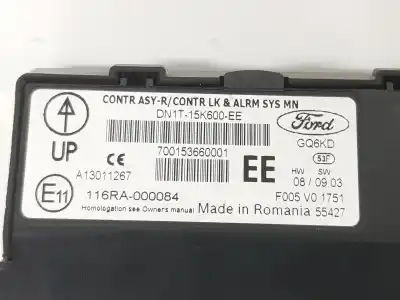 CONTR ASY-R/CONTR LK & ALRM SYS MN
DN1T-15K600-EE
Ford
UP
CE
700153660001
EE
GQ6KD
53F
A13011267
HW SW
08 / 09 03
E11
116RA-000084
F005 V0 1751
Homologation see Owners manual
Made in Romania
55427